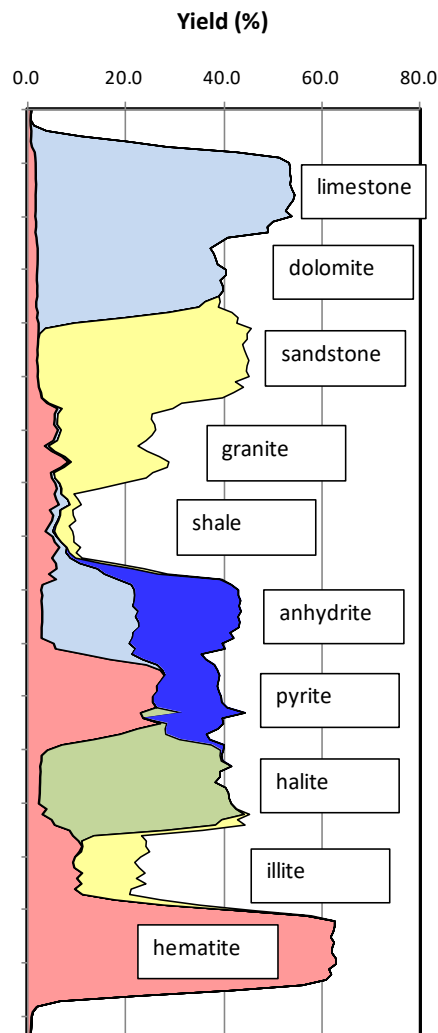 Yield (%)
0.0 20.0 40.0 60.0 80.0
limestone
dolomite
sandstone
granite
shale
anhydrite
pyrite
halite
illite
hematite